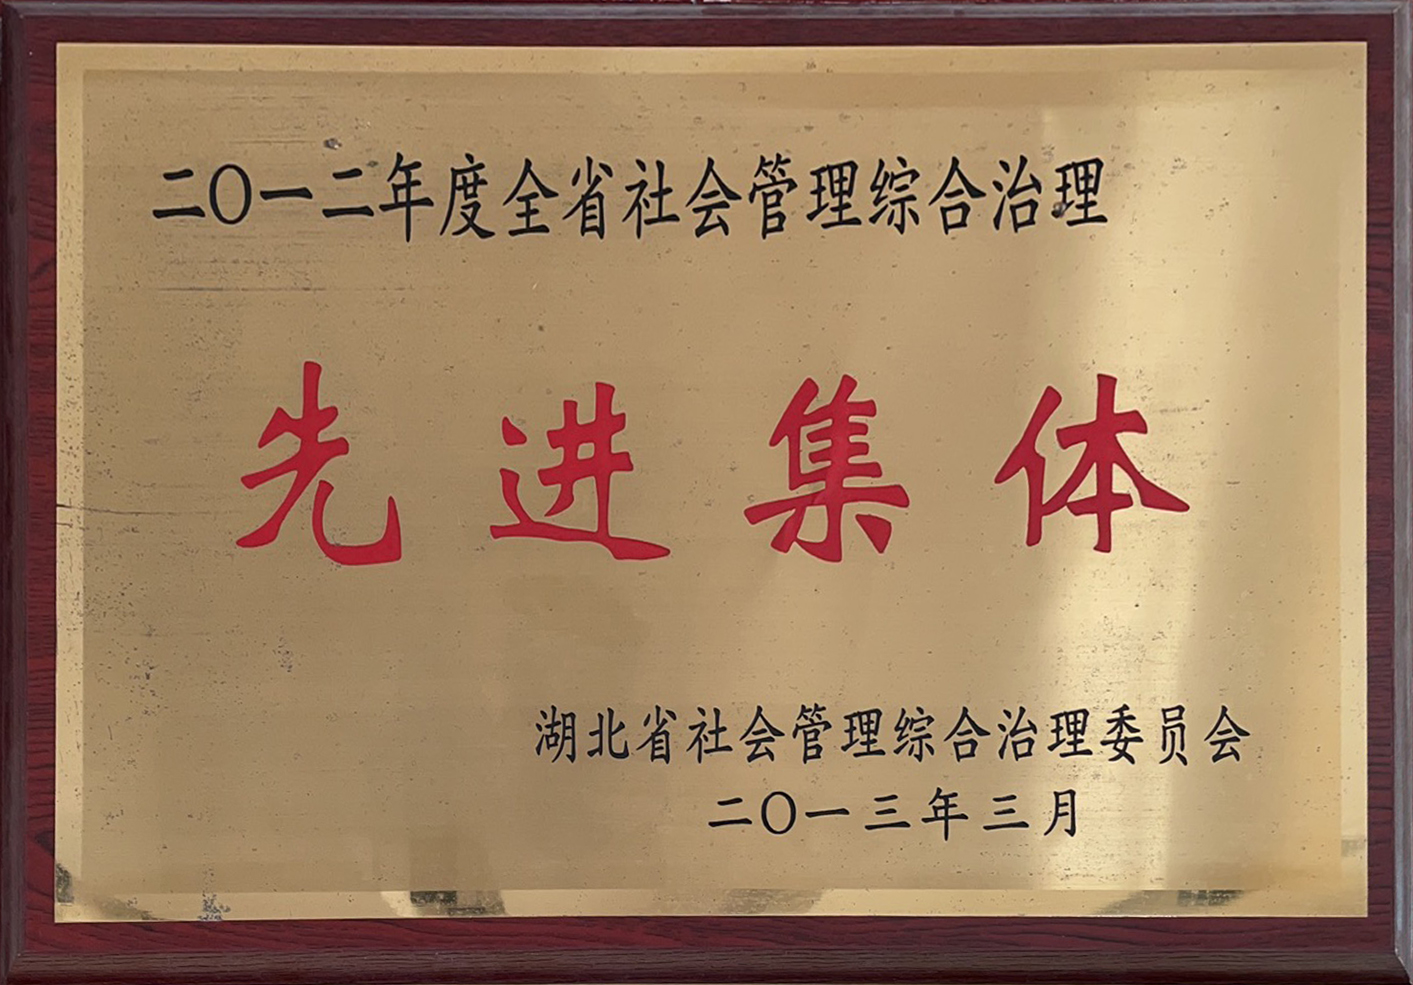 二〇一二年度全省社会管理综合治理
先进集体
湖北省社会管理综合治理委员会
二〇一三年三月